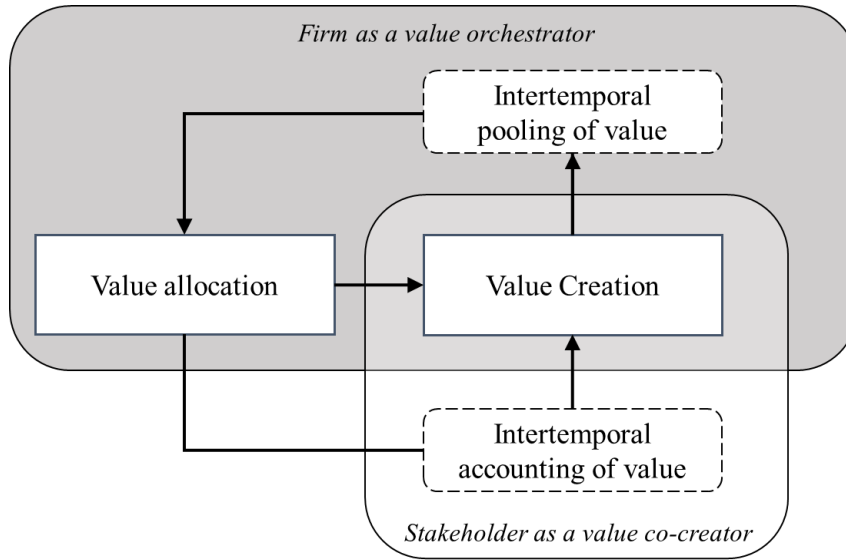 Firm as a value orchestrator
Intertemporal
pooling of value
Value allocation
Value Creation
Intertemporal
accounting of value
Stakeholder as a value co-creator